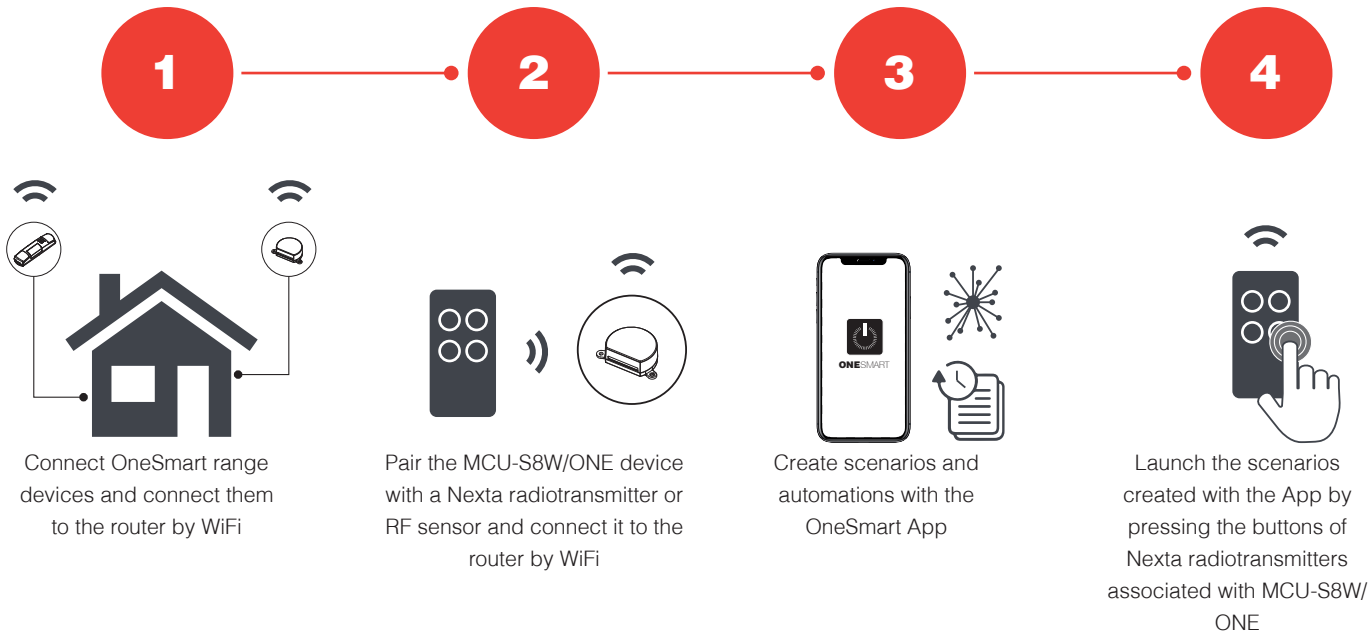 1
2
3
4
ONESMART
Connect OneSmart range
devices and connect them
to the router by WiFi
Pair the MCU-S8W/ONE device
with a Nexta radiotransmitter or
RF sensor and connect it to the
router by WiFi
Create scenarios and
automations with the
OneSmart App
Launch the scenarios
created with the App by
pressing the buttons of
Nexta radiotransmitters
associated with MCU-S8W/
ONE